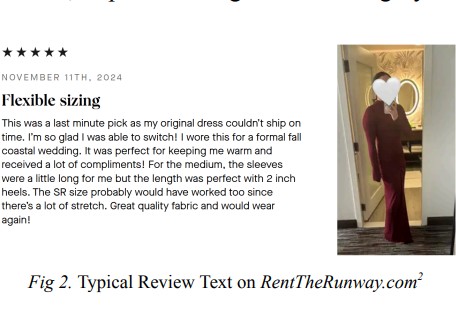 ★★★★★
NOVEMBER 11TH, 2024
Flexible sizing
This was a last minute pick as my original dress couldn't ship on
time. I'm so glad I was able to switch! I wore this for a formal fall
coastal wedding. It was perfect for keeping me warm and
received a lot of compliments! For the medium, the sleeves
were a little long for me but the length was perfect with 2 inch
heels. The SR size probably would have worked too since
there's a lot of stretch. Great quality fabric and would wear
again!
Fig 2. Typical Review Text on RentTheRunway.com2